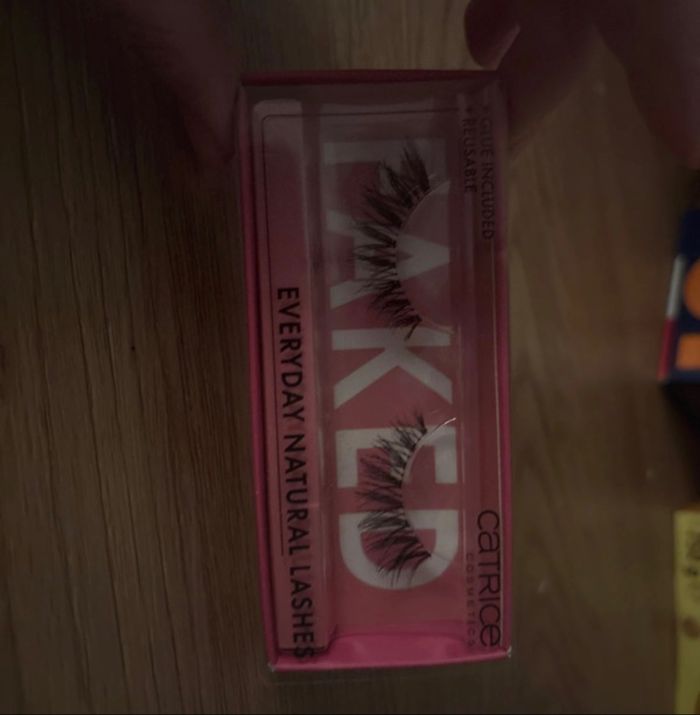 + GLUE INCLUDED
+ REUSABLE
CATRICE
COSMETICS
FAKED
EVERYDAY NATURAL LASHES